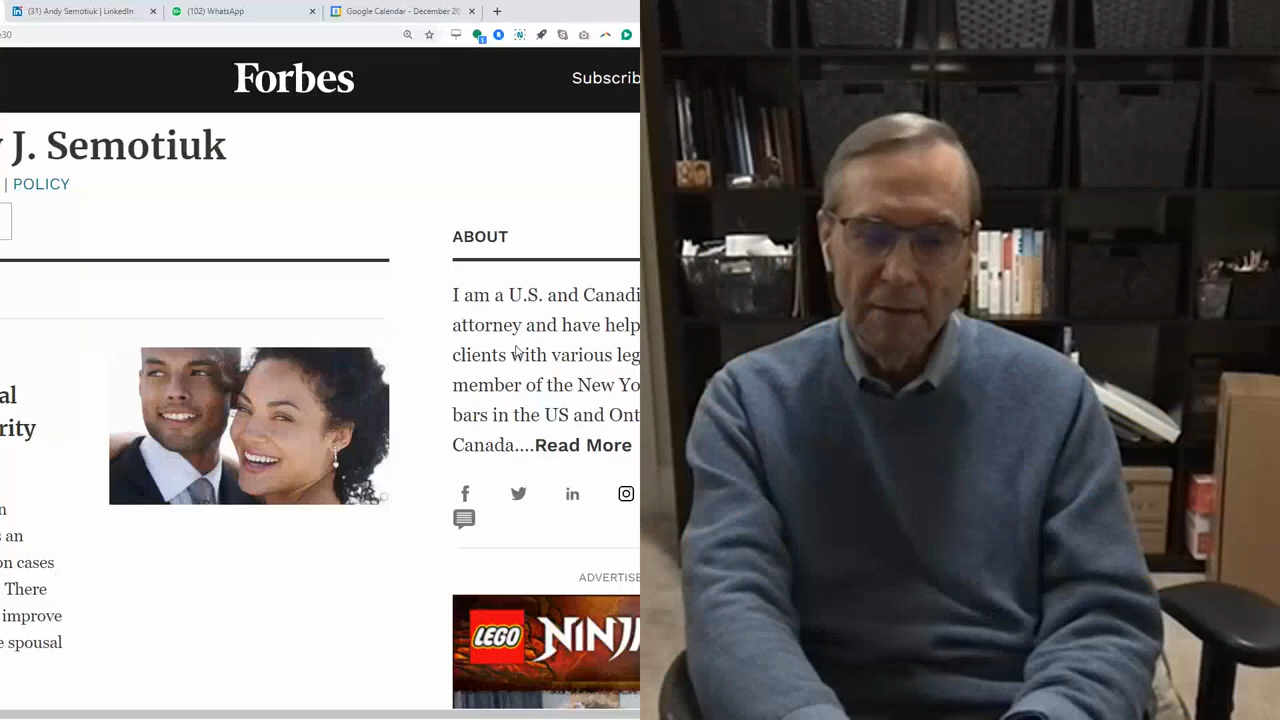 (31) Andy Semotiuk | LinkedIn
(102) WhatsApp
Google Calendar - December 20
e30
Forbes
Subscrib
y J. Semotiuk
| POLICY
ABOUT
I am a U.S. and Canadi
attorney and have help
clients with various leg
member of the New Yo
bars in the US and Ont
Canada....Read More
al
rity
n
s an
on cases
. There
improve
e spousal
ADVERTISE
LEGO NINJA